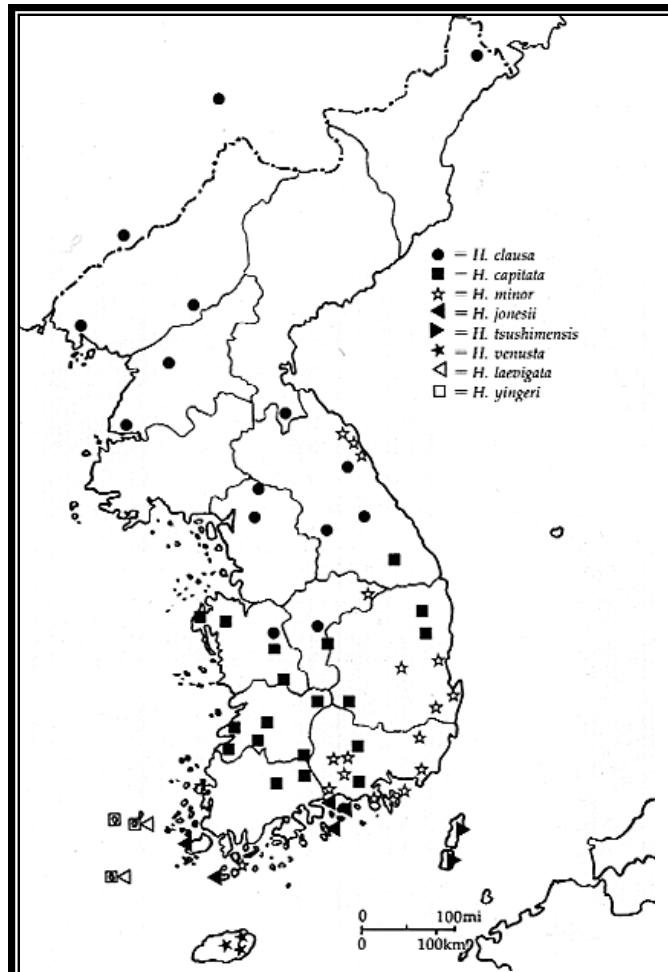 ● = H. clausa
■ = H. capitata
☆ = H. minor
◀ = H. jonesii
▶ = H. tsushimensis
★ = H. venusta
◁ = H. laevigata
□ = H. yingeri
0 100mi
0 100km